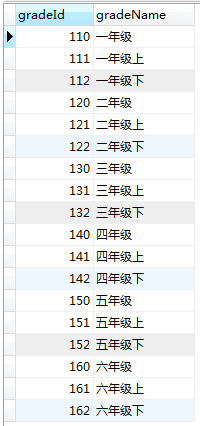 gradeId gradeName
110 一年级
111 一年级上
112 一年级下
120 二年级
121 二年级上
122 二年级下
130 三年级
131 三年级上
132 三年级下
140 四年级
141 四年级上
142 四年级下
150 五年级
151 五年级上
152 五年级下
160 六年级
161 六年级上
162 六年级下